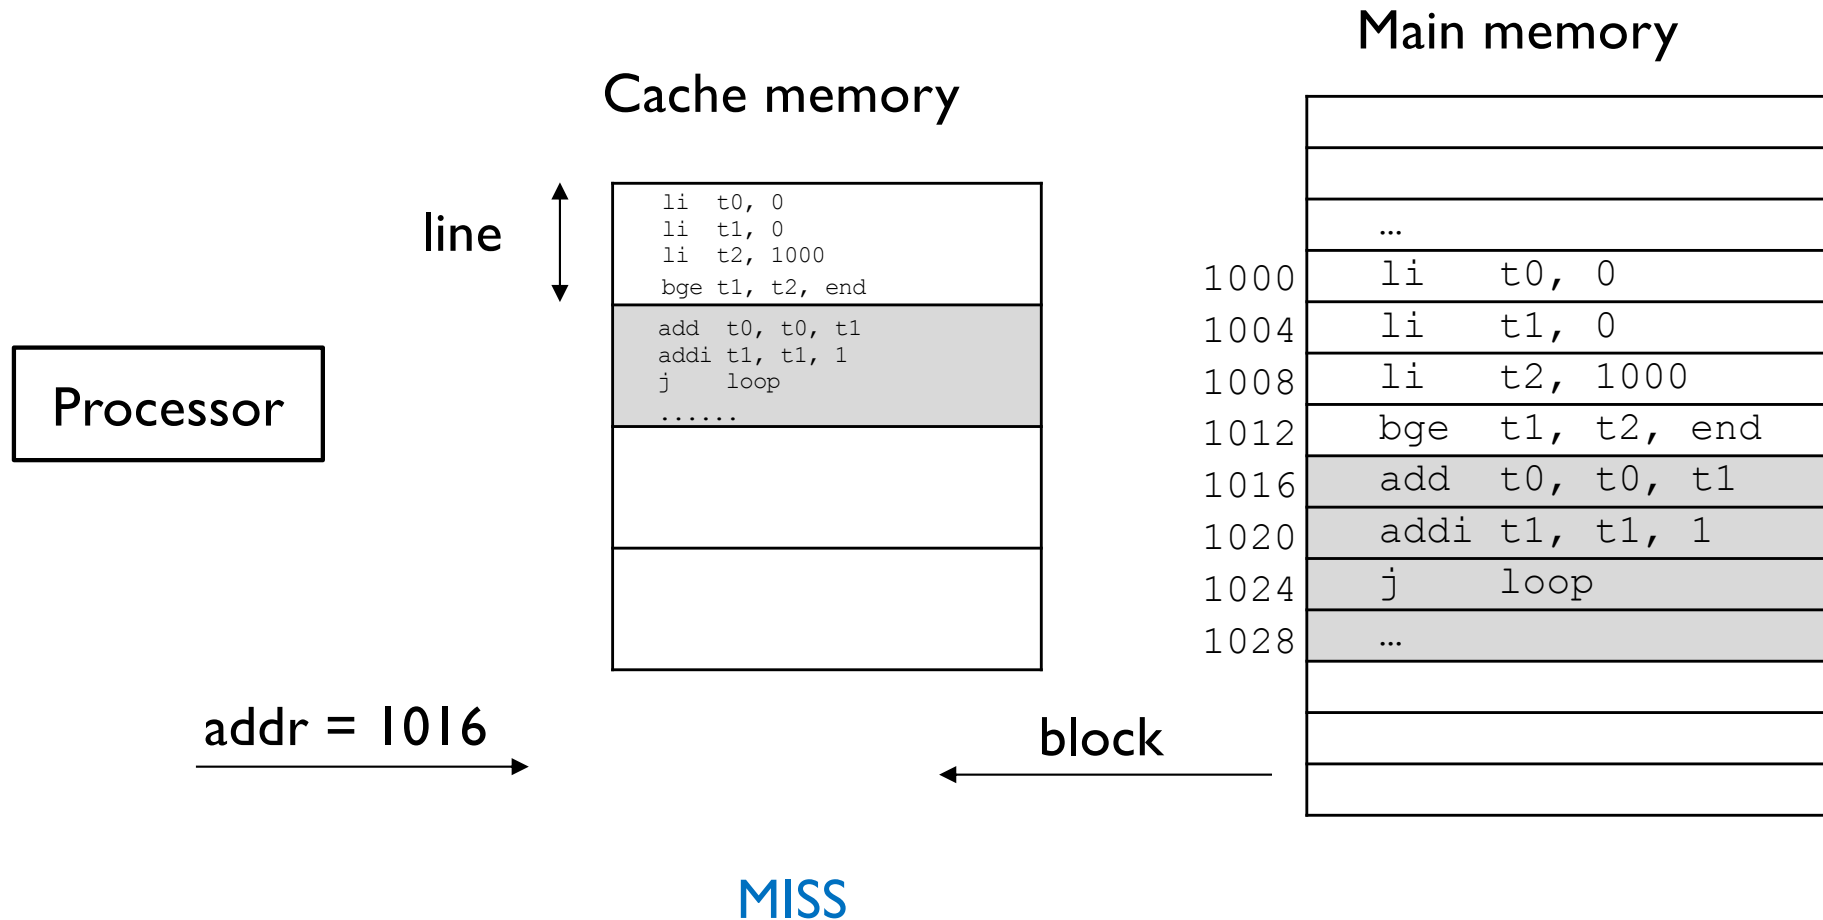 Main memory
Cache memory
line
li t0, 0
li t1, 0
li t2, 1000
bge t1, t2, end
add t0, t0, t1
addi t1, t1, 1
j loop
......
Processor
…
1000 li t0, 0
1004 li t1, 0
1008 li t2, 1000
1012 bge t1, t2, end
1016 add t0, t0, t1
1020 addi t1, t1, 1
1024 j loop
1028 …
addr = 1016
block
MISS